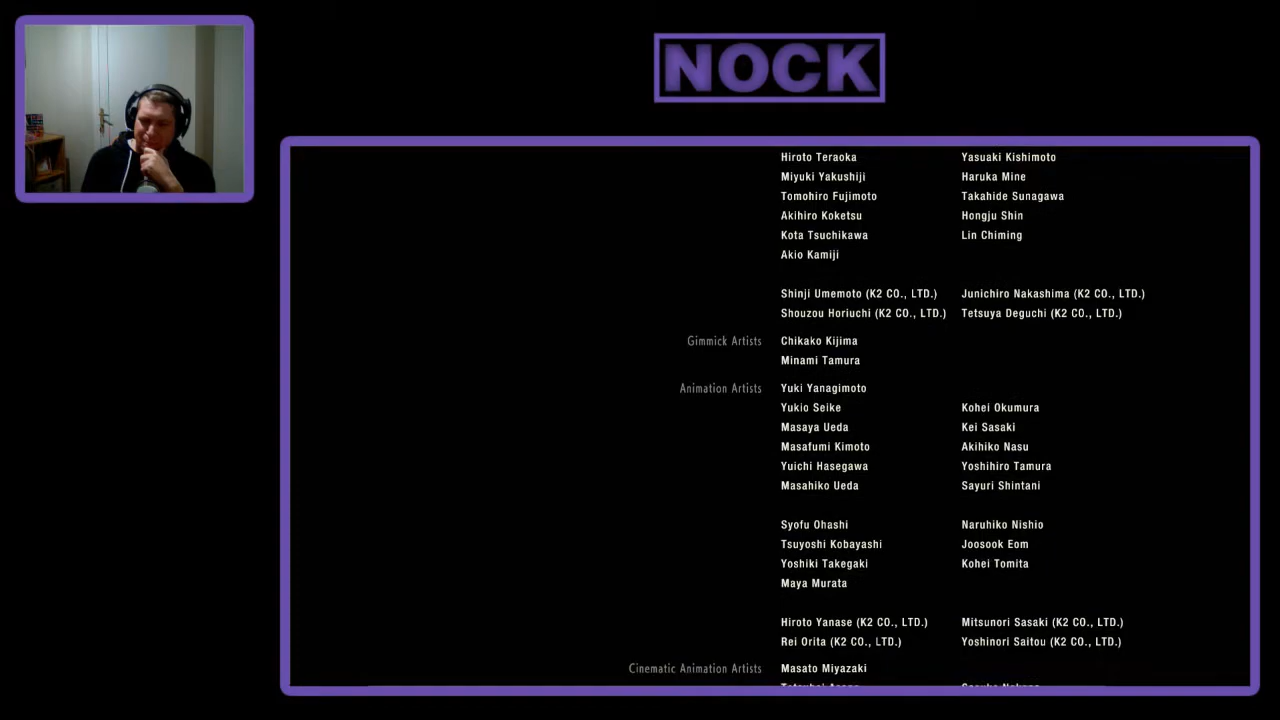 NOCK
Hiroto Teraoka Yasuaki Kishimoto
Miyuki Yakushiji Haruka Mine
Tomohiro Fujimoto Takahide Sunagawa
Akihiro Koketsu Hongju Shin
Kota Tsuchikawa Lin Chiming
Akio Kamiji
Shinji Umemoto (K2 CO., LTD.) Junichiro Nakashima (K2 CO., LTD.)
Shouzou Horiuchi (K2 CO., LTD.) Tetsuya Deguchi (K2 CO., LTD.)
Gimmick Artists Chikako Kijima
Minami Tamura
Animation Artists Yuki Yanagimoto
Yukio Seike Kohei Okumura
Masaya Ueda Kei Sasaki
Masafumi Kimoto Akihiko Nasu
Yuichi Hasegawa Yoshihiro Tamura
Masahiko Ueda Sayuri Shintani
Syofu Ohashi Naruhiko Nishio
Tsuyoshi Kobayashi Joosook Eom
Yoshiki Takegaki Kohei Tomita
Maya Murata
Hiroto Yanase (K2 CO., LTD.) Mitsunori Sasaki (K2 CO., LTD.)
Rei Orita (K2 CO., LTD.) Yoshinori Saitou (K2 CO., LTD.)
Cinematic Animation Artists Masato Miyazaki